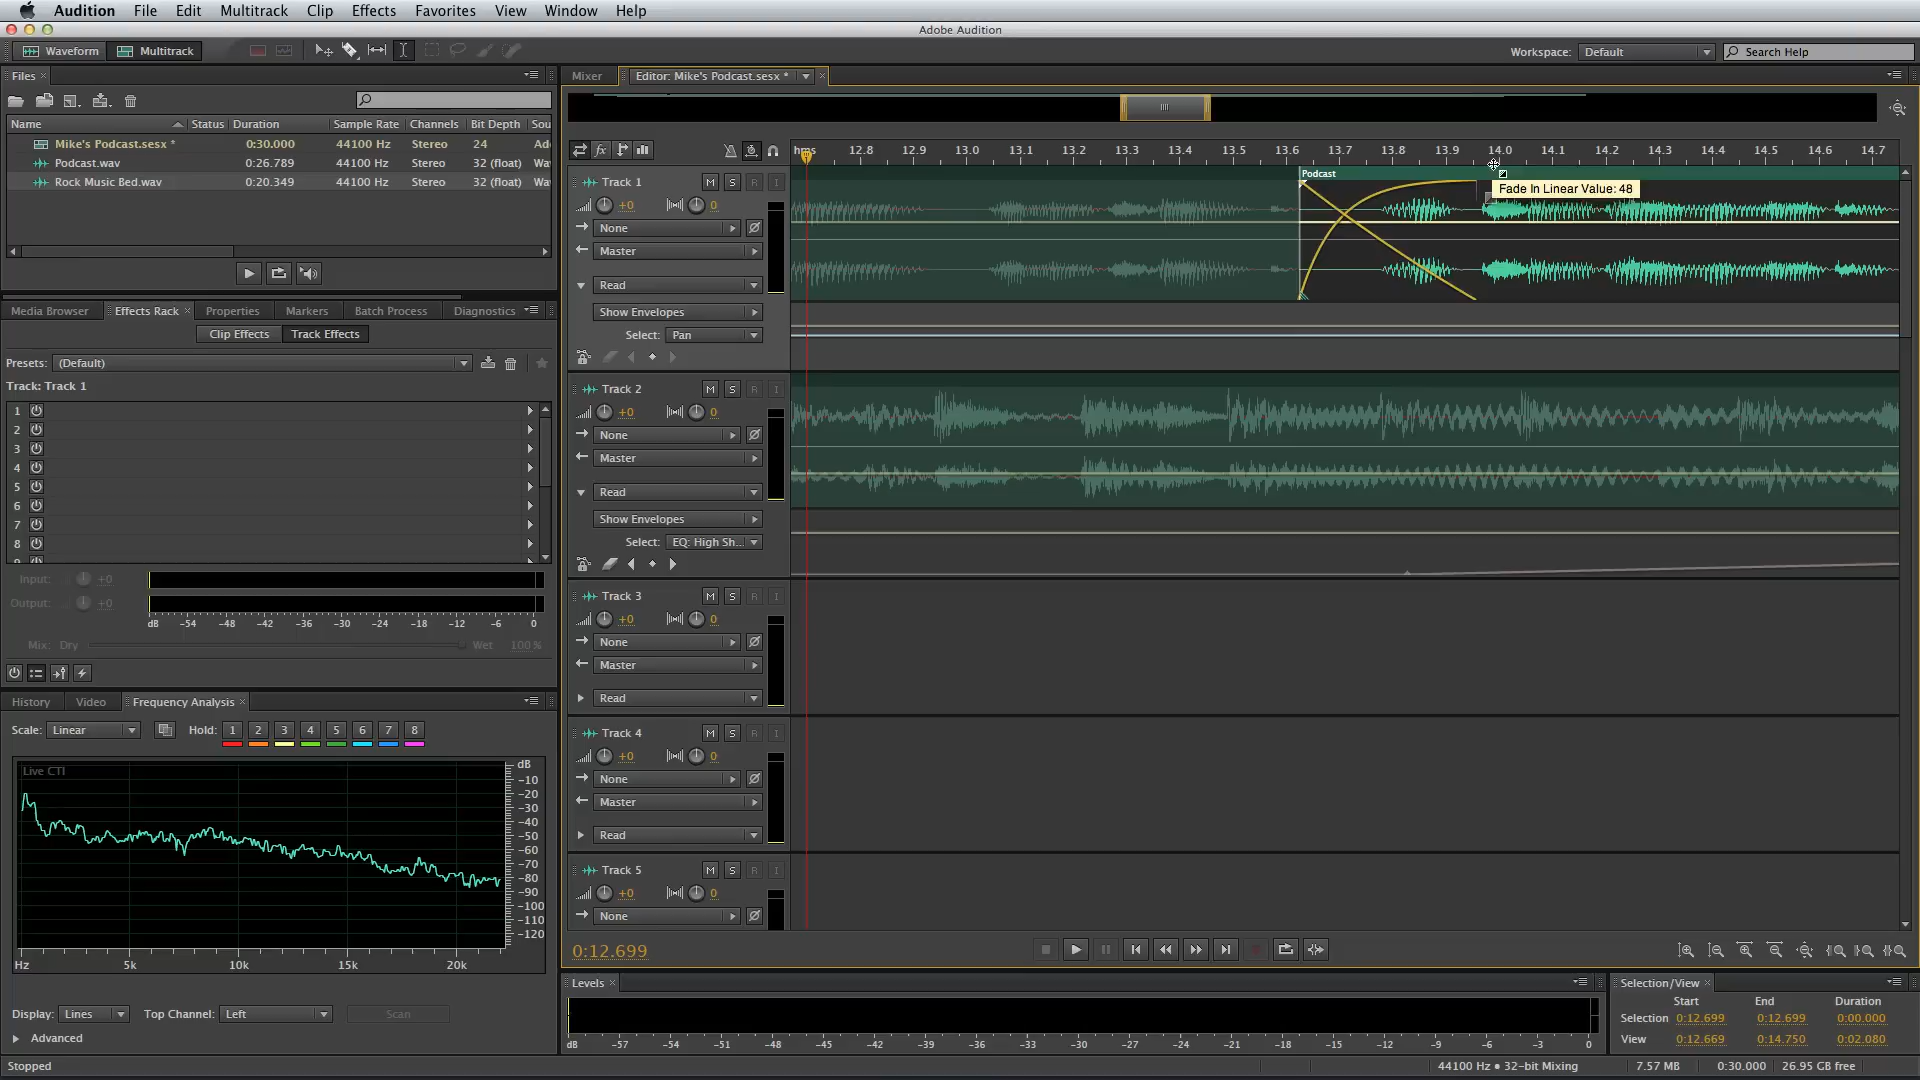 Audition File Edit Multitrack Clip Effects Favorites View Window Help
Adobe Audition
Waveform Multitrack
Workspace: Default Search Help
Files
Name Status Duration Sample Rate Channels Bit Depth Sou
Mike's Podcast.sesx * 0:30.000 44100 Hz Stereo 24 Ad
Podcast.wav 0:26.789 44100 Hz Stereo 32 (float) Wa
Rock Music Bed.wav 0:20.349 44100 Hz Stereo 32 (float) Wa
Media Browser Effects Rack Properties Markers Batch Process Diagnostics
Clip Effects Track Effects
Presets: (Default)
Track: Track 1
1
2
3
4
5
6
7
8
Input: +0
Output: +0
dB -54 -48 -42 -36 -30 -24 -18 -12 -6 0
Mix: Dry Wet 100 %
History Video Frequency Analysis
Scale: Linear Hold: 1 2 3 4 5 6 7 8
Live CTI
dB
-10
-20
-30
-40
-50
-60
-70
-80
-90
-100
-110
-120
Hz 5k 10k 15k 20k
Display: Lines Top Channel: Left Scan
Advanced
Stopped
Mixer Editor: Mike's Podcast.sesx *
fx
hms 12.8 12.9 13.0 13.1 13.2 13.3 13.4 13.5 13.6 13.7 13.8 13.9 14.0 14.1 14.2 14.3 14.4 14.5 14.6 14.7
Podcast
Fade In Linear Value: 48
Track 1 M S R I
+0 0
None
Master
Read
Show Envelopes
Select: Pan
Track 2 M S R I
+0 0
None
Master
Read
Show Envelopes
Select: EQ: High Sh..
Track 3 M S R I
+0 0
None
Master
Read
Track 4 M S R I
+0 0
None
Master
Read
Track 5 M S R I
+0 0
None
0:12.699
Levels
dB -57 -54 -51 -48 -45 -42 -39 -36 -33 -30 -27 -24 -21 -18 -15 -12 -9 -6 -3 0
Selection/View
Start End Duration
Selection 0:12.699 0:12.699 0:00.000
View 0:12.669 0:14.750 0:02.080
44100 Hz • 32-bit Mixing 7.57 MB 0:30.000 26.95 GB free